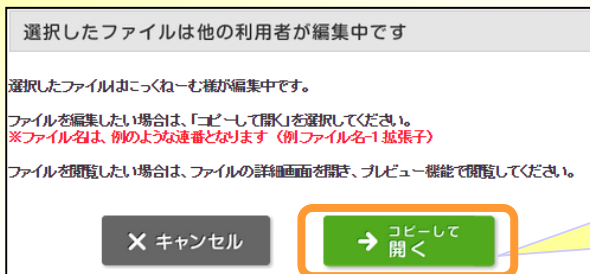 選択したファイルは他の利用者が編集中です
選択したファイルはにっくねーむ様が編集中です。
ファイルを編集したい場合は、「コピーして開く」を選択してください。
※ファイル名は、例のような連番となります（例:ファイル名-1.拡張子）
ファイルを閲覧したい場合は、ファイルの詳細画面を開き、プレビュー機能で閲覧してください。
キャンセル
コピーして
開く